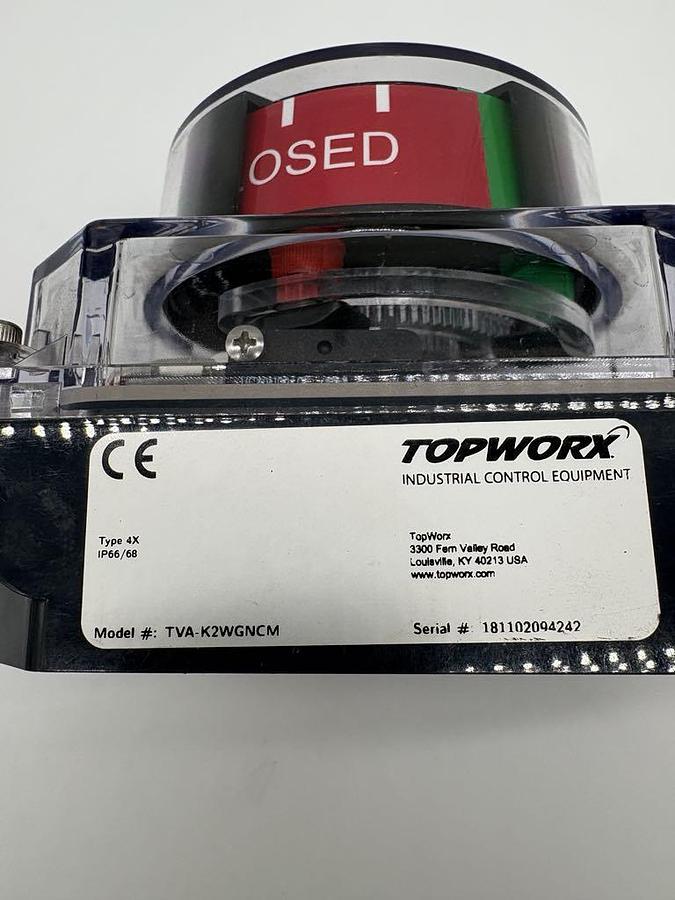 OSED
CE
TOPWORX
INDUSTRIAL CONTROL EQUIPMENT
Type 4X
IP66/68
TopWorx
3300 Fern Valley Road
Louisville, KY 40213 USA
www.topworx.com
Model #: TVA-K2WGNCM
Serial # 181102094242